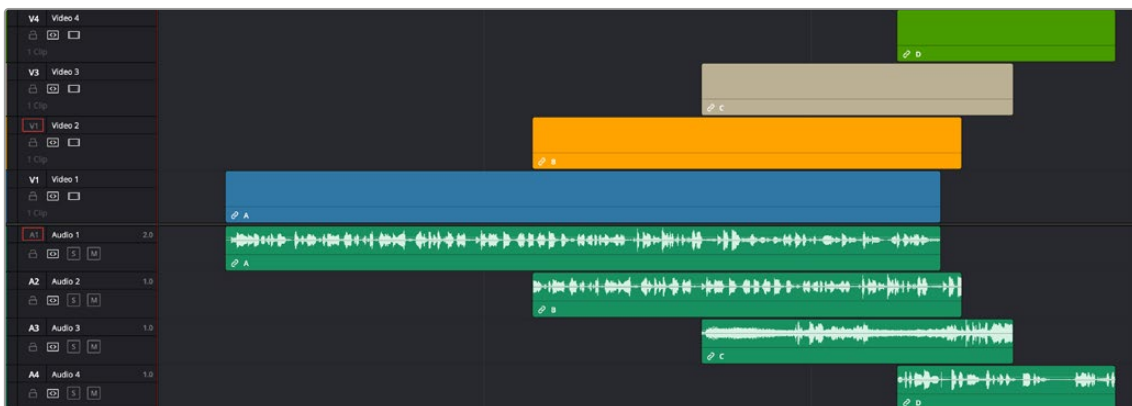 V4 Video 4
1 Clip
D
V3 Video 3
1 Clip
C
V1 Video 2
1 Clip
B
V1 Video 1
1 Clip
A
A1 Audio 1 2.0
S M
A
A2 Audio 2 1.0
S M
B
A3 Audio 3 1.0
S M
C
A4 Audio 4 1.0
S M
D